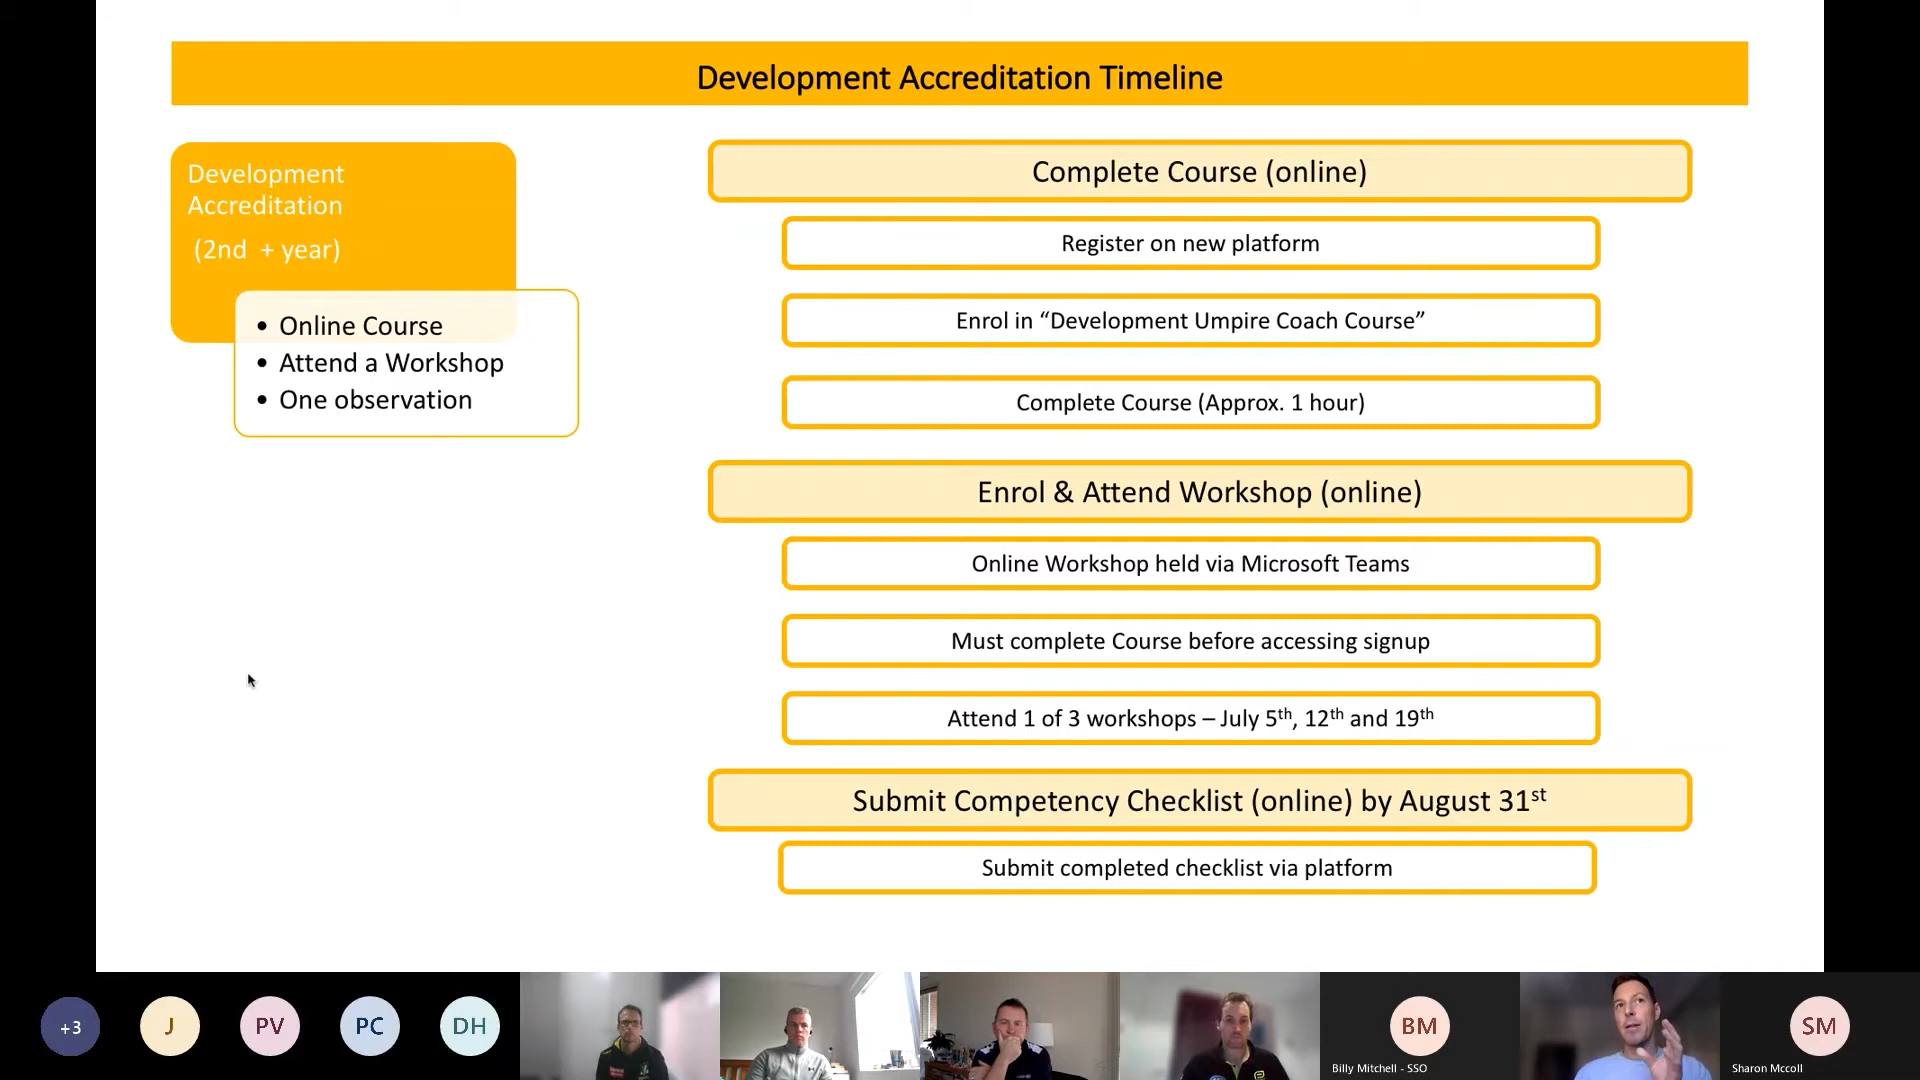 Development Accreditation Timeline
Development
Accreditation
(2nd + year)
• Online Course
• Attend a Workshop
• One observation
Complete Course (online)
Register on new platform
Enrol in “Development Umpire Coach Course”
Complete Course (Approx. 1 hour)
Enrol & Attend Workshop (online)
Online Workshop held via Microsoft Teams
Must complete Course before accessing signup
Attend 1 of 3 workshops – July 5th, 12th and 19th
Submit Competency Checklist (online) by August 31st
Submit completed checklist via platform
+3
J
PV
PC
DH
BM
Billy Mitchell - SSO
SM
Sharon Mccoll